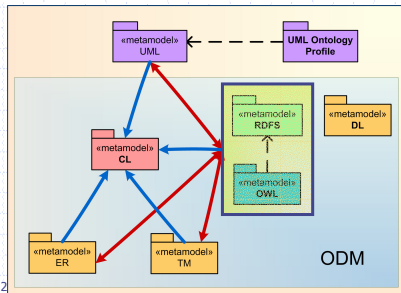 «metamodel»
UML
UML Ontology
Profile
«metamodel»
RDFS
«metamodel»
DL
«metamodel»
CL
«metamodel»
OWL
«metamodel»
ER
«metamodel»
TM
ODM
2